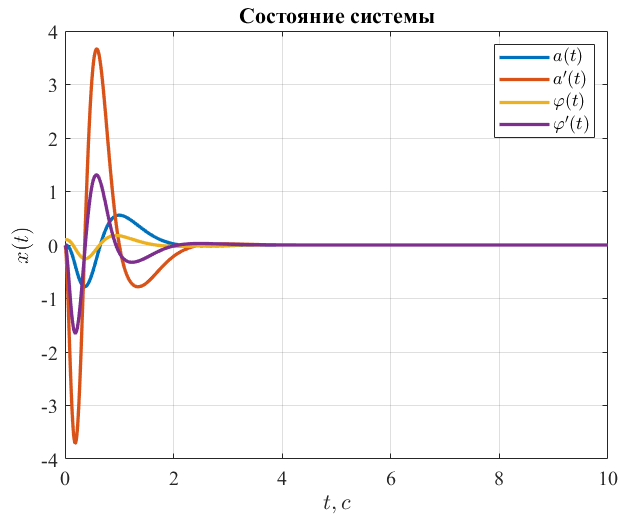 Состояние системы
a(t)
a′(t)
φ(t)
φ′(t)
x(t)
4
3
2
1
0
-1
-2
-3
-4
0 2 4 6 8 10
t, c